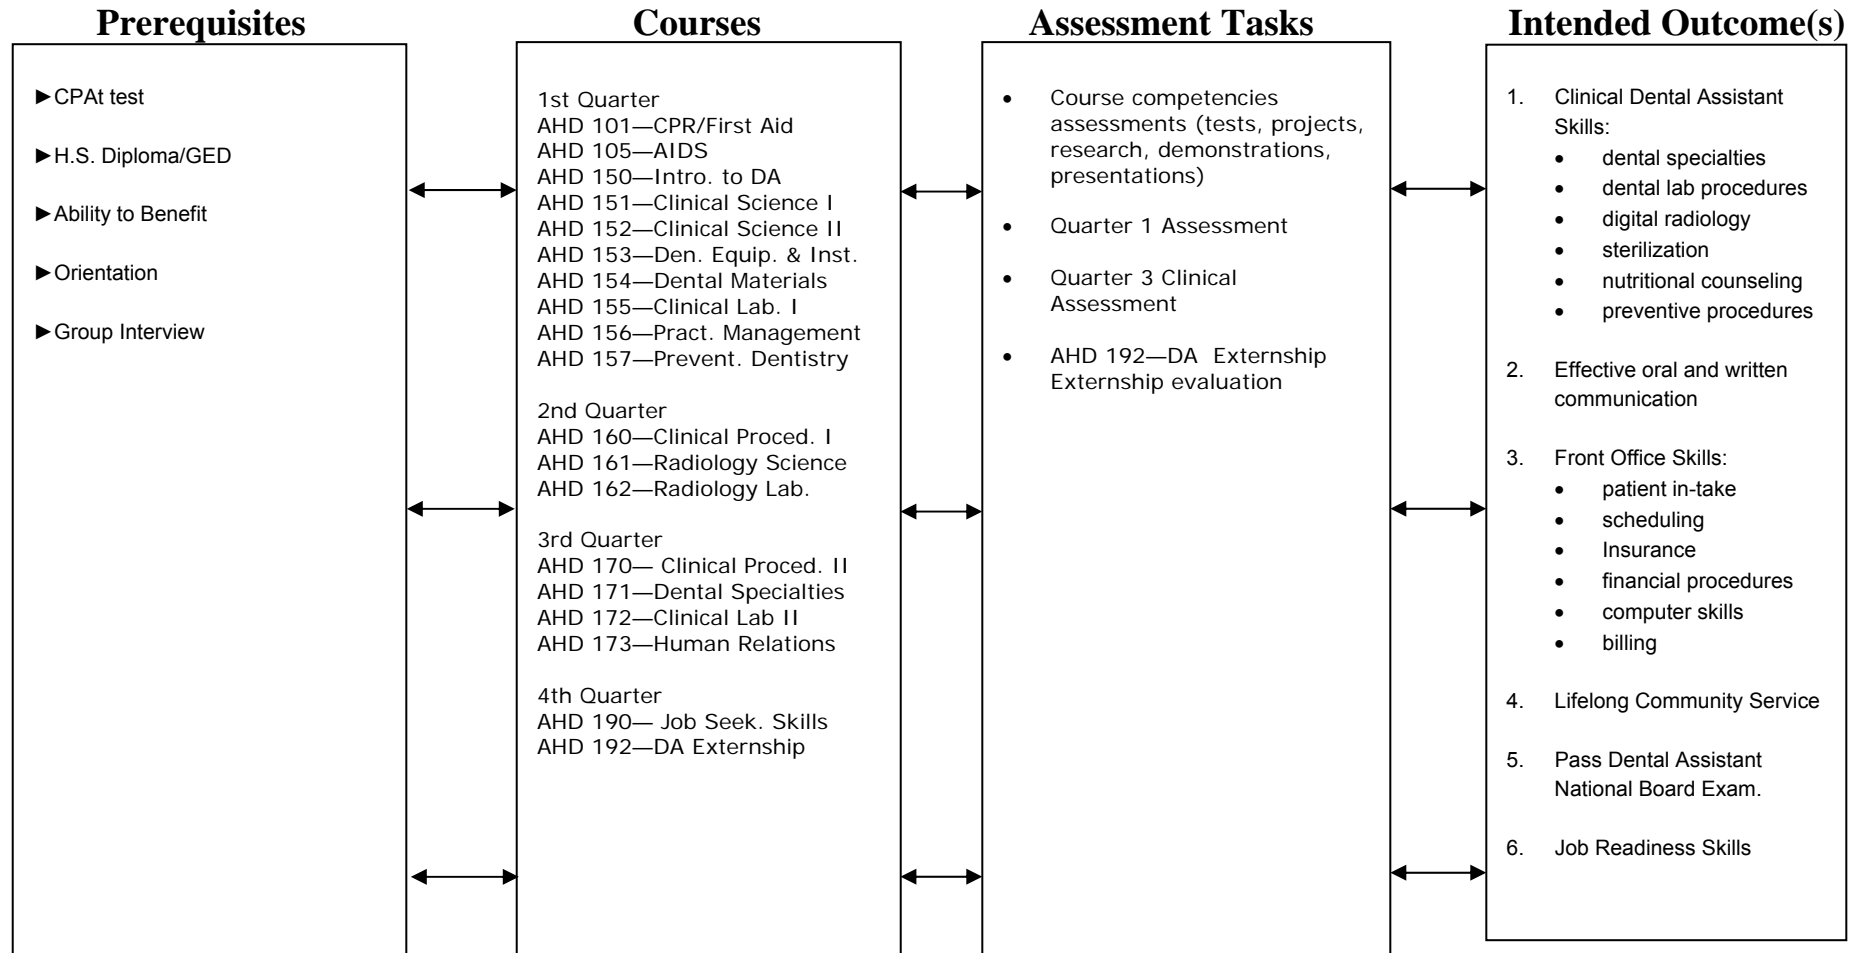 Prerequisites
►CPAt test
►H.S. Diploma/GED
►Ability to Benefit
►Orientation
►Group Interview
Courses
1st Quarter
AHD 101—CPR/First Aid
AHD 105—AIDS
AHD 150—Intro. to DA
AHD 151—Clinical Science I
AHD 152—Clinical Science II
AHD 153—Den. Equip. & Inst.
AHD 154—Dental Materials
AHD 155—Clinical Lab. I
AHD 156—Pract. Management
AHD 157—Prevent. Dentistry
2nd Quarter
AHD 160—Clinical Proced. I
AHD 161—Radiology Science
AHD 162—Radiology Lab.
3rd Quarter
AHD 170— Clinical Proced. II
AHD 171—Dental Specialties
AHD 172—Clinical Lab II
AHD 173—Human Relations
4th Quarter
AHD 190— Job Seek. Skills
AHD 192—DA Externship
Assessment Tasks
• Course competencies
assessments (tests, projects,
research, demonstrations,
presentations)
• Quarter 1 Assessment
• Quarter 3 Clinical
Assessment
• AHD 192—DA Externship
Externship evaluation
Intended Outcome(s)
1. Clinical Dental Assistant
Skills:
• dental specialties
• dental lab procedures
• digital radiology
• sterilization
• nutritional counseling
• preventive procedures
2. Effective oral and written
communication
3. Front Office Skills:
• patient in-take
• scheduling
• Insurance
• financial procedures
• computer skills
• billing
4. Lifelong Community Service
5. Pass Dental Assistant
National Board Exam.
6. Job Readiness Skills